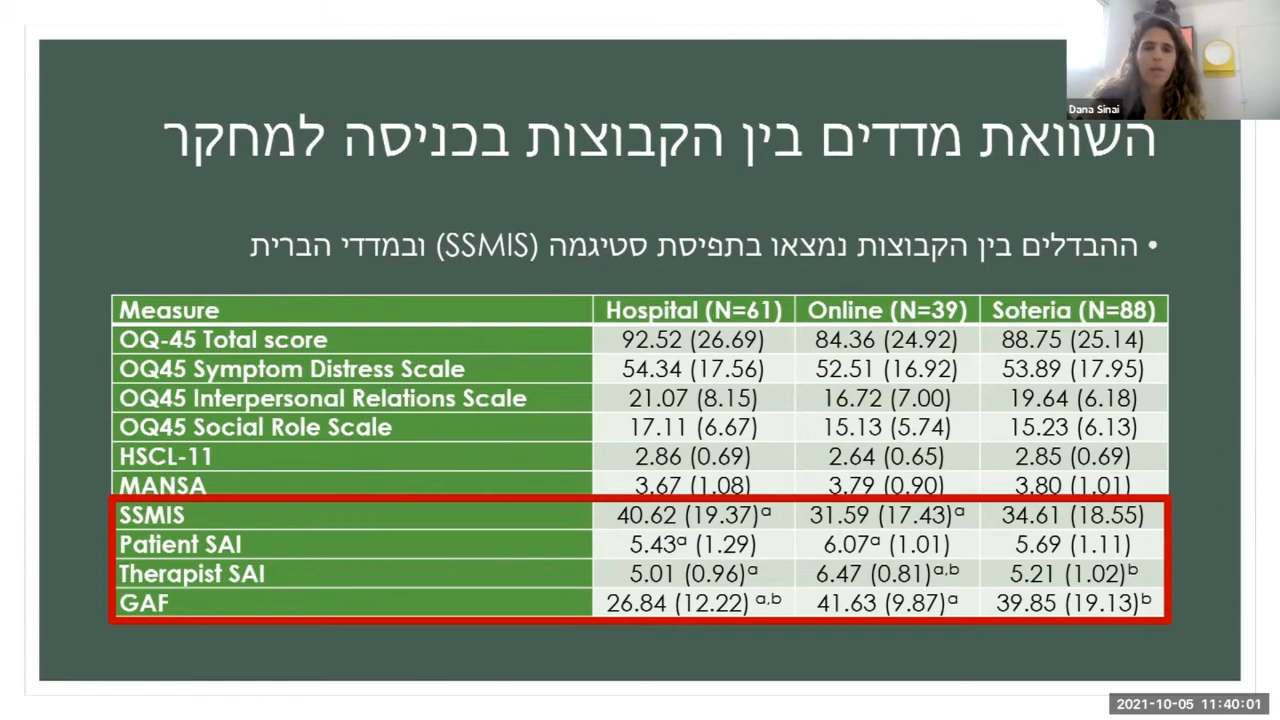 Dana Sinai
השוואת מדדים בין הקבוצות בכניסה למחקר
• ההבדלים בין הקבוצות נמצאו בתפיסת סטיגמה (SSMIS) ובמדדי הברית
Measure Hospital (N=61) Online (N=39) Soteria (N=88)
OQ-45 Total score 92.52 (26.69) 84.36 (24.92) 88.75 (25.14)
OQ45 Symptom Distress Scale 54.34 (17.56) 52.51 (16.92) 53.89 (17.95)
OQ45 Interpersonal Relations Scale 21.07 (8.15) 16.72 (7.00) 19.64 (6.18)
OQ45 Social Role Scale 17.11 (6.67) 15.13 (5.74) 15.23 (6.13)
HSCL-11 2.86 (0.69) 2.64 (0.65) 2.85 (0.69)
MANSA 3.67 (1.08) 3.79 (0.90) 3.80 (1.01)
SSMIS 40.62 (19.37)ᵃ 31.59 (17.43)ᵃ 34.61 (18.55)
Patient SAI 5.43ᵃ (1.29) 6.07ᵃ (1.01) 5.69 (1.11)
Therapist SAI 5.01 (0.96)ᵃ 6.47 (0.81)ᵃ,ᵇ 5.21 (1.02)ᵇ
GAF 26.84 (12.22) ᵃ,ᵇ 41.63 (9.87)ᵃ 39.85 (19.13)ᵇ
2021-10-05 11:40:01